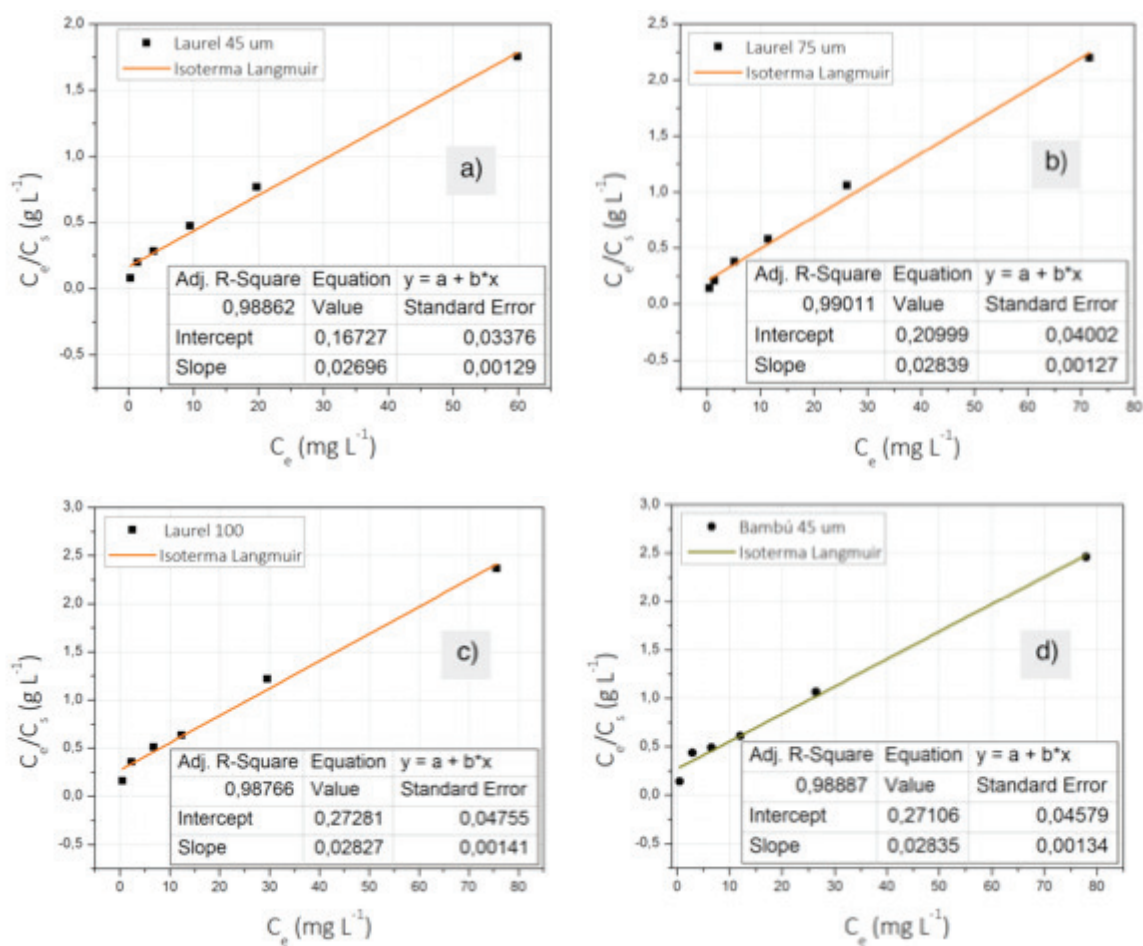 2,0
1,5
1,0
0,5
0,0
-0,5
C_e/C_s (g L^-1)
Laurel 45 um
Isoterma Langmuir
a)
Adj. R-Square Equation y = a + b*x
0,98862 Value Standard Error
Intercept 0,16727 0,03376
Slope 0,02696 0,00129
0 10 20 30 40 50 60
C_e (mg L^-1)
2,5
2,0
1,5
1,0
0,5
0,0
-0,5
C_e/C_s (g L^-1)
Laurel 75 um
Isoterma Langmuir
b)
Adj. R-Square Equation y = a + b*x
0,99011 Value Standard Error
Intercept 0,20999 0,04002
Slope 0,02839 0,00127
0 10 20 30 40 50 60 70 80
C_e (mg L^-1)
3,0
2,5
2,0
1,5
1,0
0,5
0,0
-0,5
C_e/C_s (g L^-1)
Laurel 100
Isoterma Langmuir
c)
Adj. R-Square Equation y = a + b*x
0,98766 Value Standard Error
Intercept 0,27281 0,04755
Slope 0,02827 0,00141
0 10 20 30 40 50 60 70 80
C_e (mg L^-1)
3,0
2,5
2,0
1,5
1,0
0,5
0,0
-0,5
C_e/C_s (g L^-1)
Bambú 45 um
Isoterma Langmuir
d)
Adj. R-Square Equation y = a + b*x
0,98887 Value Standard Error
Intercept 0,27106 0,04579
Slope 0,02835 0,00134
0 10 20 30 40 50 60 70 80
C_e (mg L^-1)